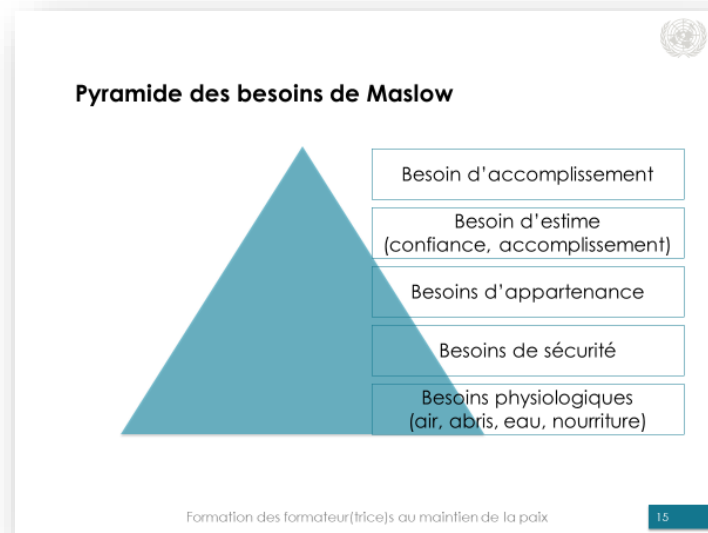 Pyramide des besoins de Maslow
Besoin d’accomplissement
Besoin d’estime
(confiance, accomplissement)
Besoins d’appartenance
Besoins de sécurité
Besoins physiologiques
(air, abris, eau, nourriture)
Formation des formateur(trice)s au maintien de la paix
15